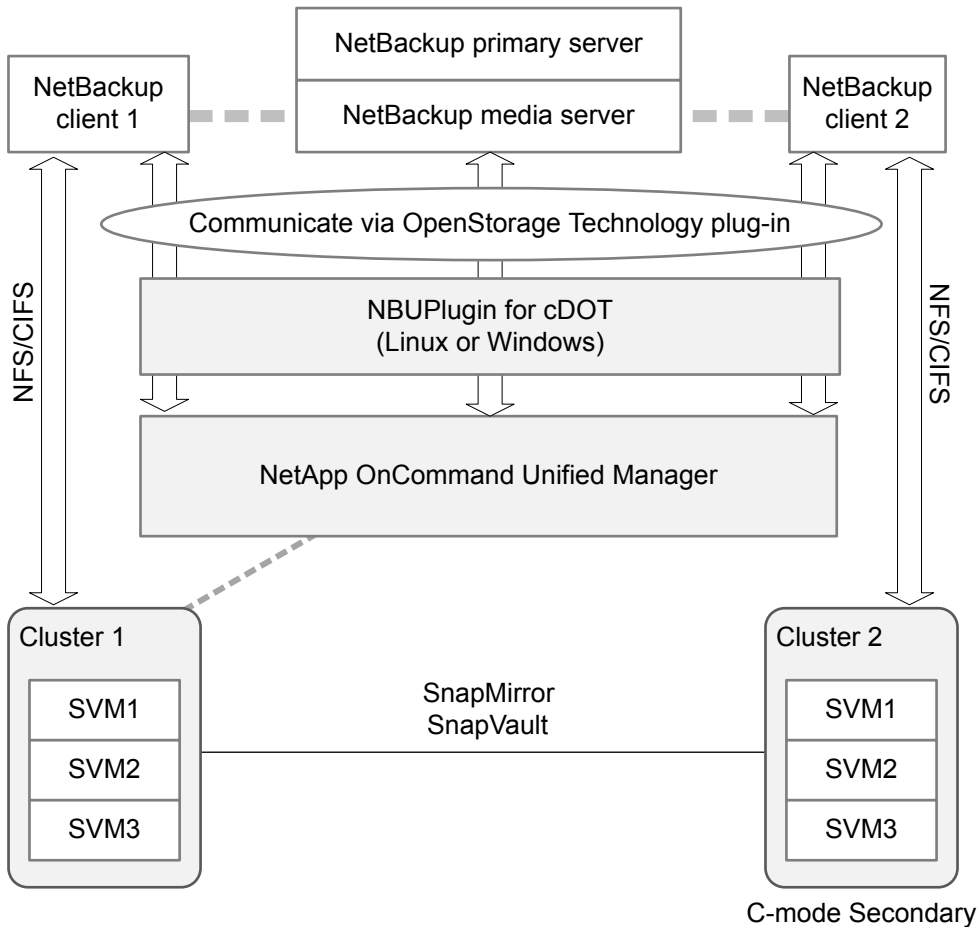 NetBackup primary server
NetBackup media server
NetBackup
client 1
NetBackup
client 2
Communicate via OpenStorage Technology plug-in
NFS/CIFS
NBUPlugin for cDOT
(Linux or Windows)
NFS/CIFS
NetApp OnCommand Unified Manager
Cluster 1
SVM1
SVM2
SVM3
SnapMirror
SnapVault
Cluster 2
SVM1
SVM2
SVM3
C-mode Secondary